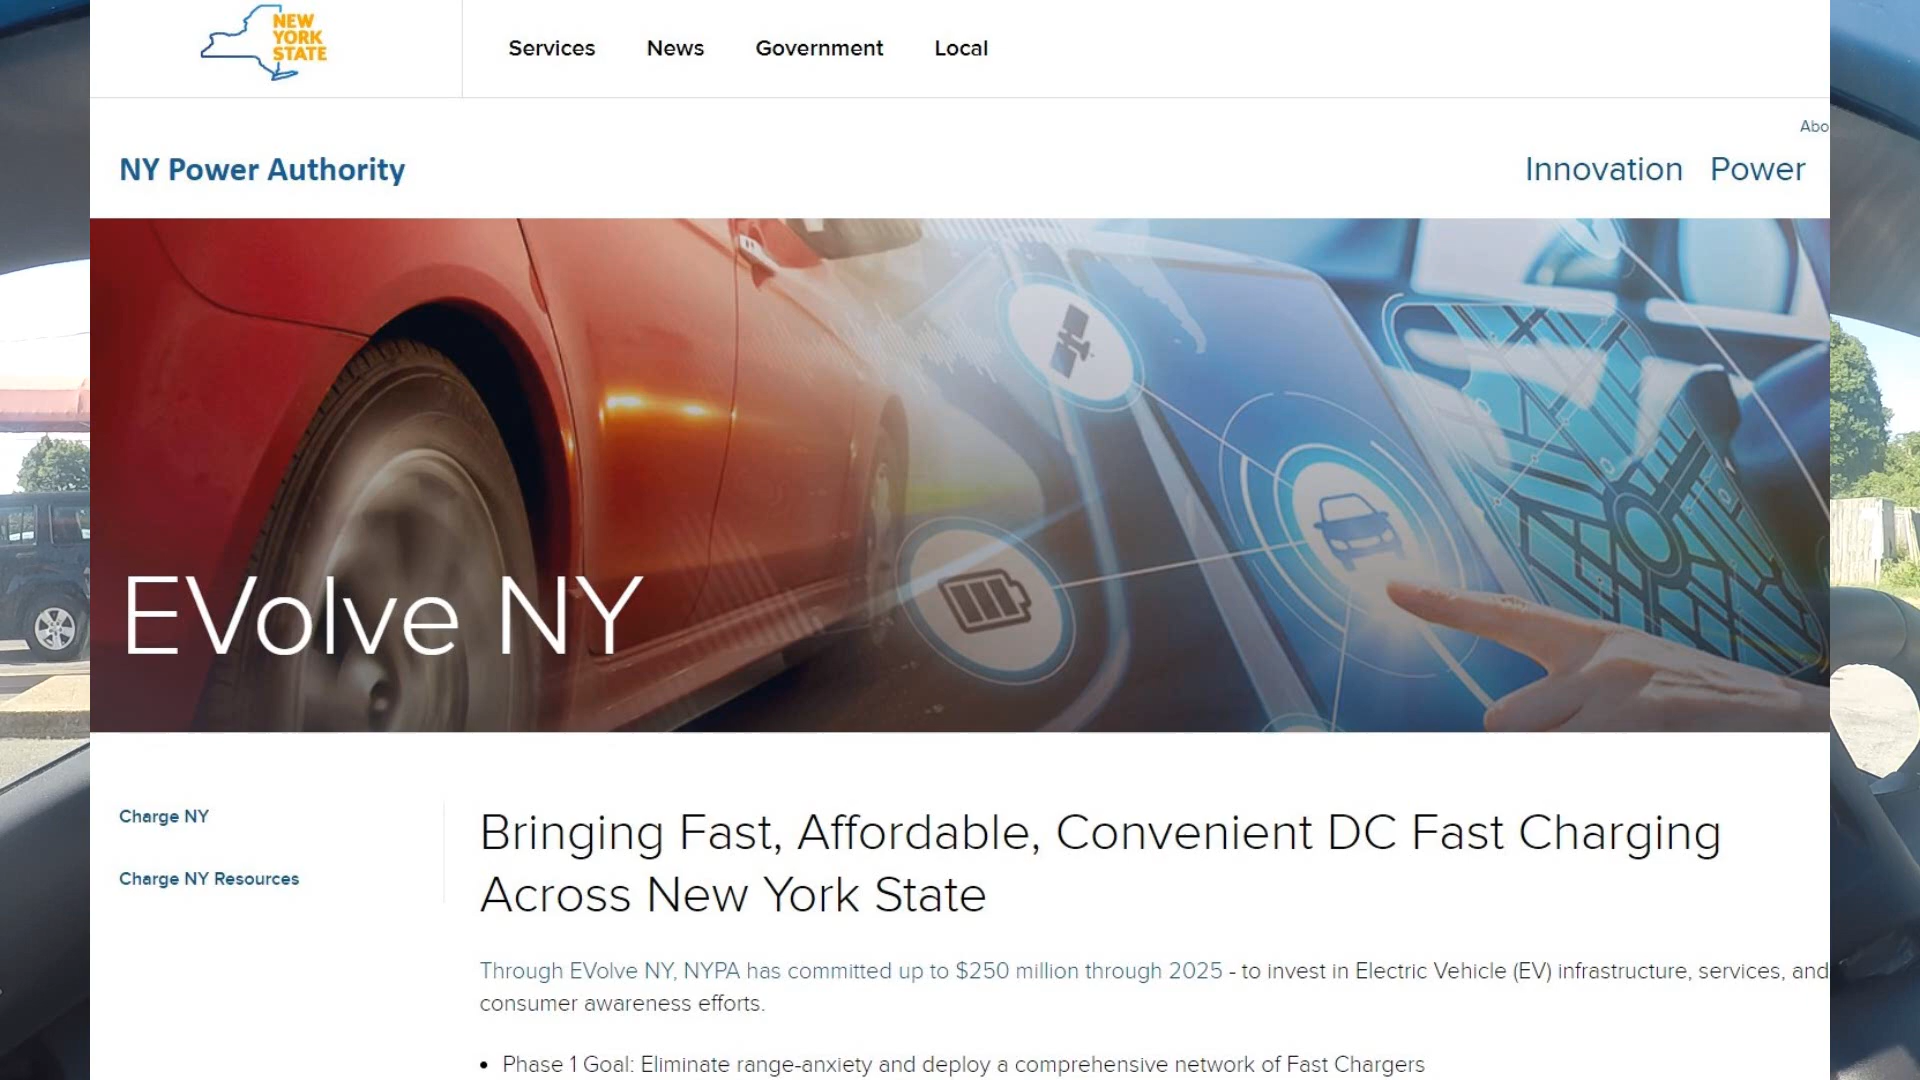 NEW
YORK
STATE
Services News Government Local
Abo
NY Power Authority
Innovation Power
EVolve NY
Charge NY
Charge NY Resources
Bringing Fast, Affordable, Convenient DC Fast Charging
Across New York State
Through EVolve NY, NYPA has committed up to $250 million through 2025 - to invest in Electric Vehicle (EV) infrastructure, services, and
consumer awareness efforts.
• Phase 1 Goal: Eliminate range-anxiety and deploy a comprehensive network of Fast Chargers